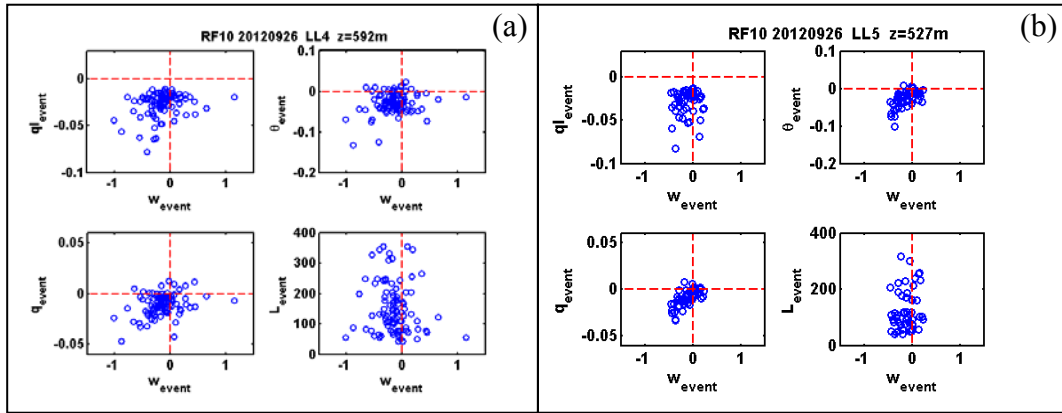 (a)
RF10 20120926 LL4 z=592m
0
-0.05
-0.1
ql_event
-1 0 1
w_event
0.1
0
-0.1
-0.2
θ_event
-1 0 1
w_event
0.05
0
-0.05
q_event
-1 0 1
w_event
400
300
200
100
0
L_event
-1 0 1
w_event
(b)
RF10 20120926 LL5 z=527m
0
-0.05
-0.1
ql_event
-1 0 1
w_event
0.1
0
-0.1
-0.2
θ_event
-1 0 1
w_event
0.05
0
-0.05
q_event
-1 0 1
w_event
400
200
0
L_event
-1 0 1
w_event